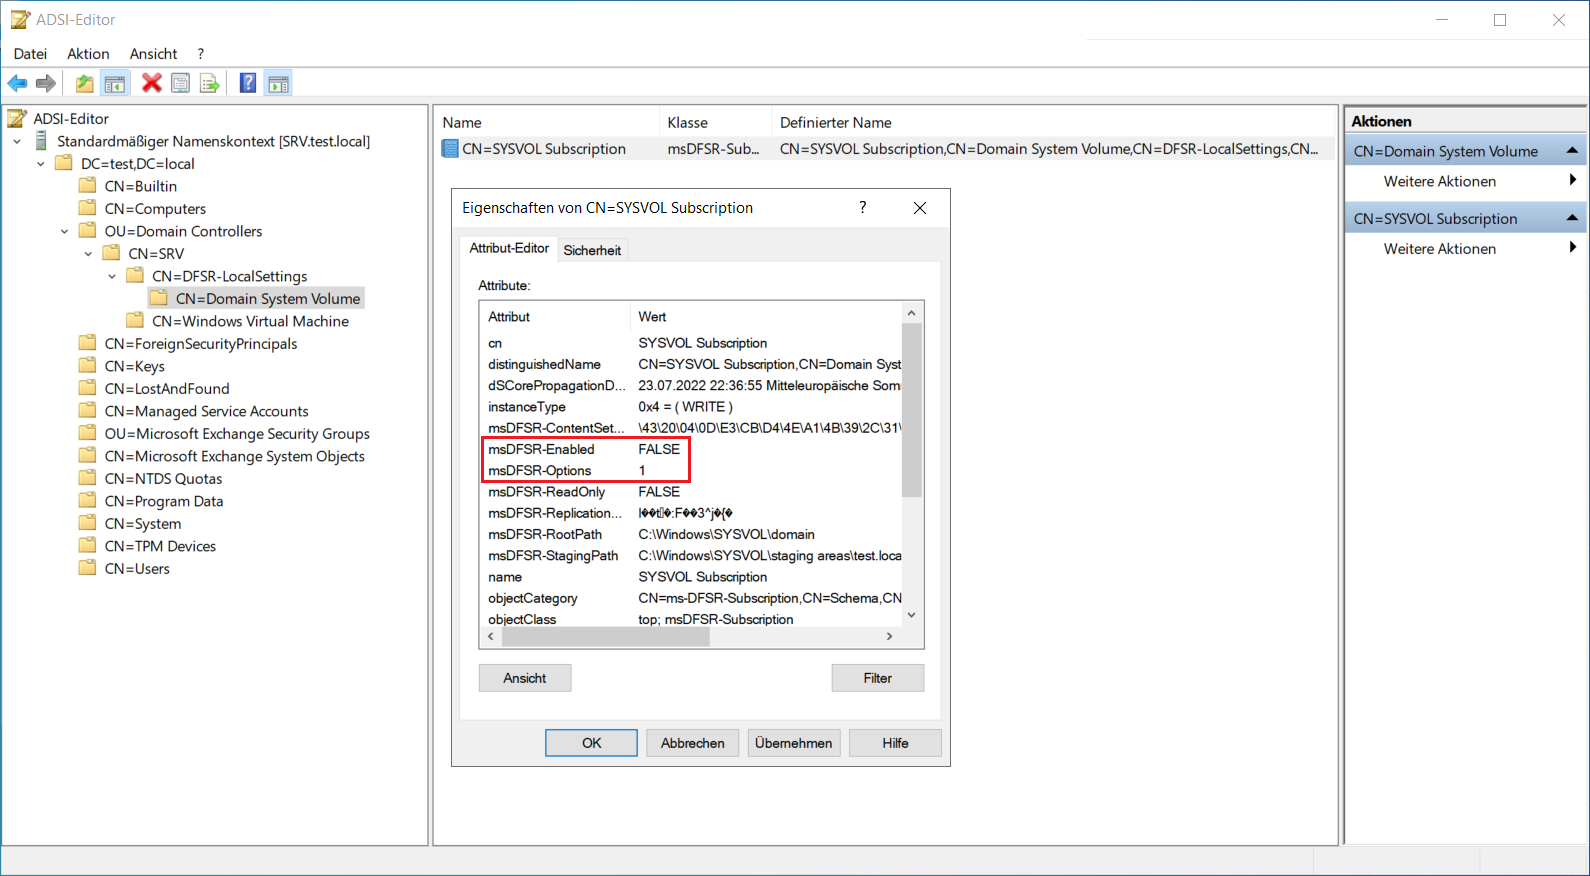 ADSI-Editor
Datei Aktion Ansicht ?
ADSI-Editor
Standardmäßiger Namenskontext [SRV.test.local]
DC=test,DC=local
CN=Builtin
CN=Computers
OU=Domain Controllers
CN=SRV
CN=DFSR-LocalSettings
CN=Domain System Volume
CN=Windows Virtual Machine
CN=ForeignSecurityPrincipals
CN=Keys
CN=LostAndFound
CN=Managed Service Accounts
OU=Microsoft Exchange Security Groups
CN=Microsoft Exchange System Objects
CN=NTDS Quotas
CN=Program Data
CN=System
CN=TPM Devices
CN=Users
Name Klasse Definierter Name
CN=SYSVOL Subscription msDFSR-Sub... CN=SYSVOL Subscription,CN=Domain System Volume,CN=DFSR-LocalSettings,CN...
Eigenschaften von CN=SYSVOL Subscription ?
Attribut-Editor Sicherheit
Attribute:
Attribut Wert
cn SYSVOL Subscription
distinguishedName CN=SYSVOL Subscription,CN=Domain Syst
dSCorePropagationD... 23.07.2022 22:36:55 Mitteleuropäische Som
instanceType 0x4 = ( WRITE )
msDFSR-ContentSet... \43\20\04\0D\E3\CB\D4\4E\A1\4B\39\2C\31\
msDFSR-Enabled FALSE
msDFSR-Options 1
msDFSR-ReadOnly FALSE
msDFSR-Replication...
msDFSR-RootPath C:\Windows\SYSVOL\domain
msDFSR-StagingPath C:\Windows\SYSVOL\staging areas\test.loca
name SYSVOL Subscription
objectCategory CN=ms-DFSR-Subscription,CN=Schema,CN
objectClass top; msDFSR-Subscription
Ansicht Filter
OK Abbrechen Übernehmen Hilfe
Aktionen
CN=Domain System Volume
Weitere Aktionen
CN=SYSVOL Subscription
Weitere Aktionen